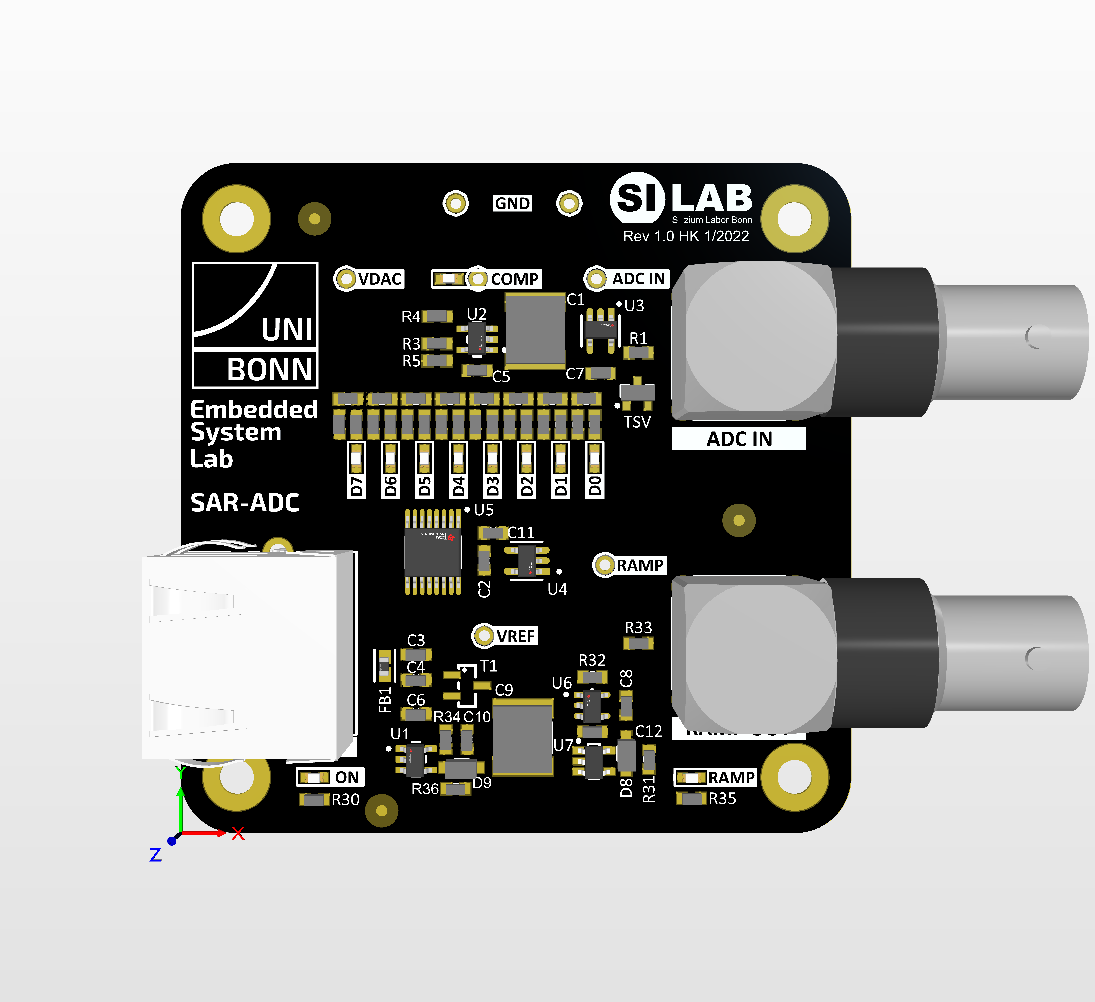 GND
SI LAB
Silizium Labor Bonn
Rev 1.0 HK 1/2022
VDAC
COMP
ADC IN
UNI
BONN
R4
U2
C1
U3
R3
R1
R5
C5
C7
TSV
Embedded
System
Lab
ADC IN
D7
D6
D5
D4
D3
D2
D1
D0
SAR-ADC
U5
C11
C2
U4
RAMP
VREF
R33
C3
C4
T1
R32
FB1
C9
U6
C8
C6
R34
C10
U1
U7
C12
R36
D9
D8
R31
ON
R30
RAMP
R35
Y
X
Z